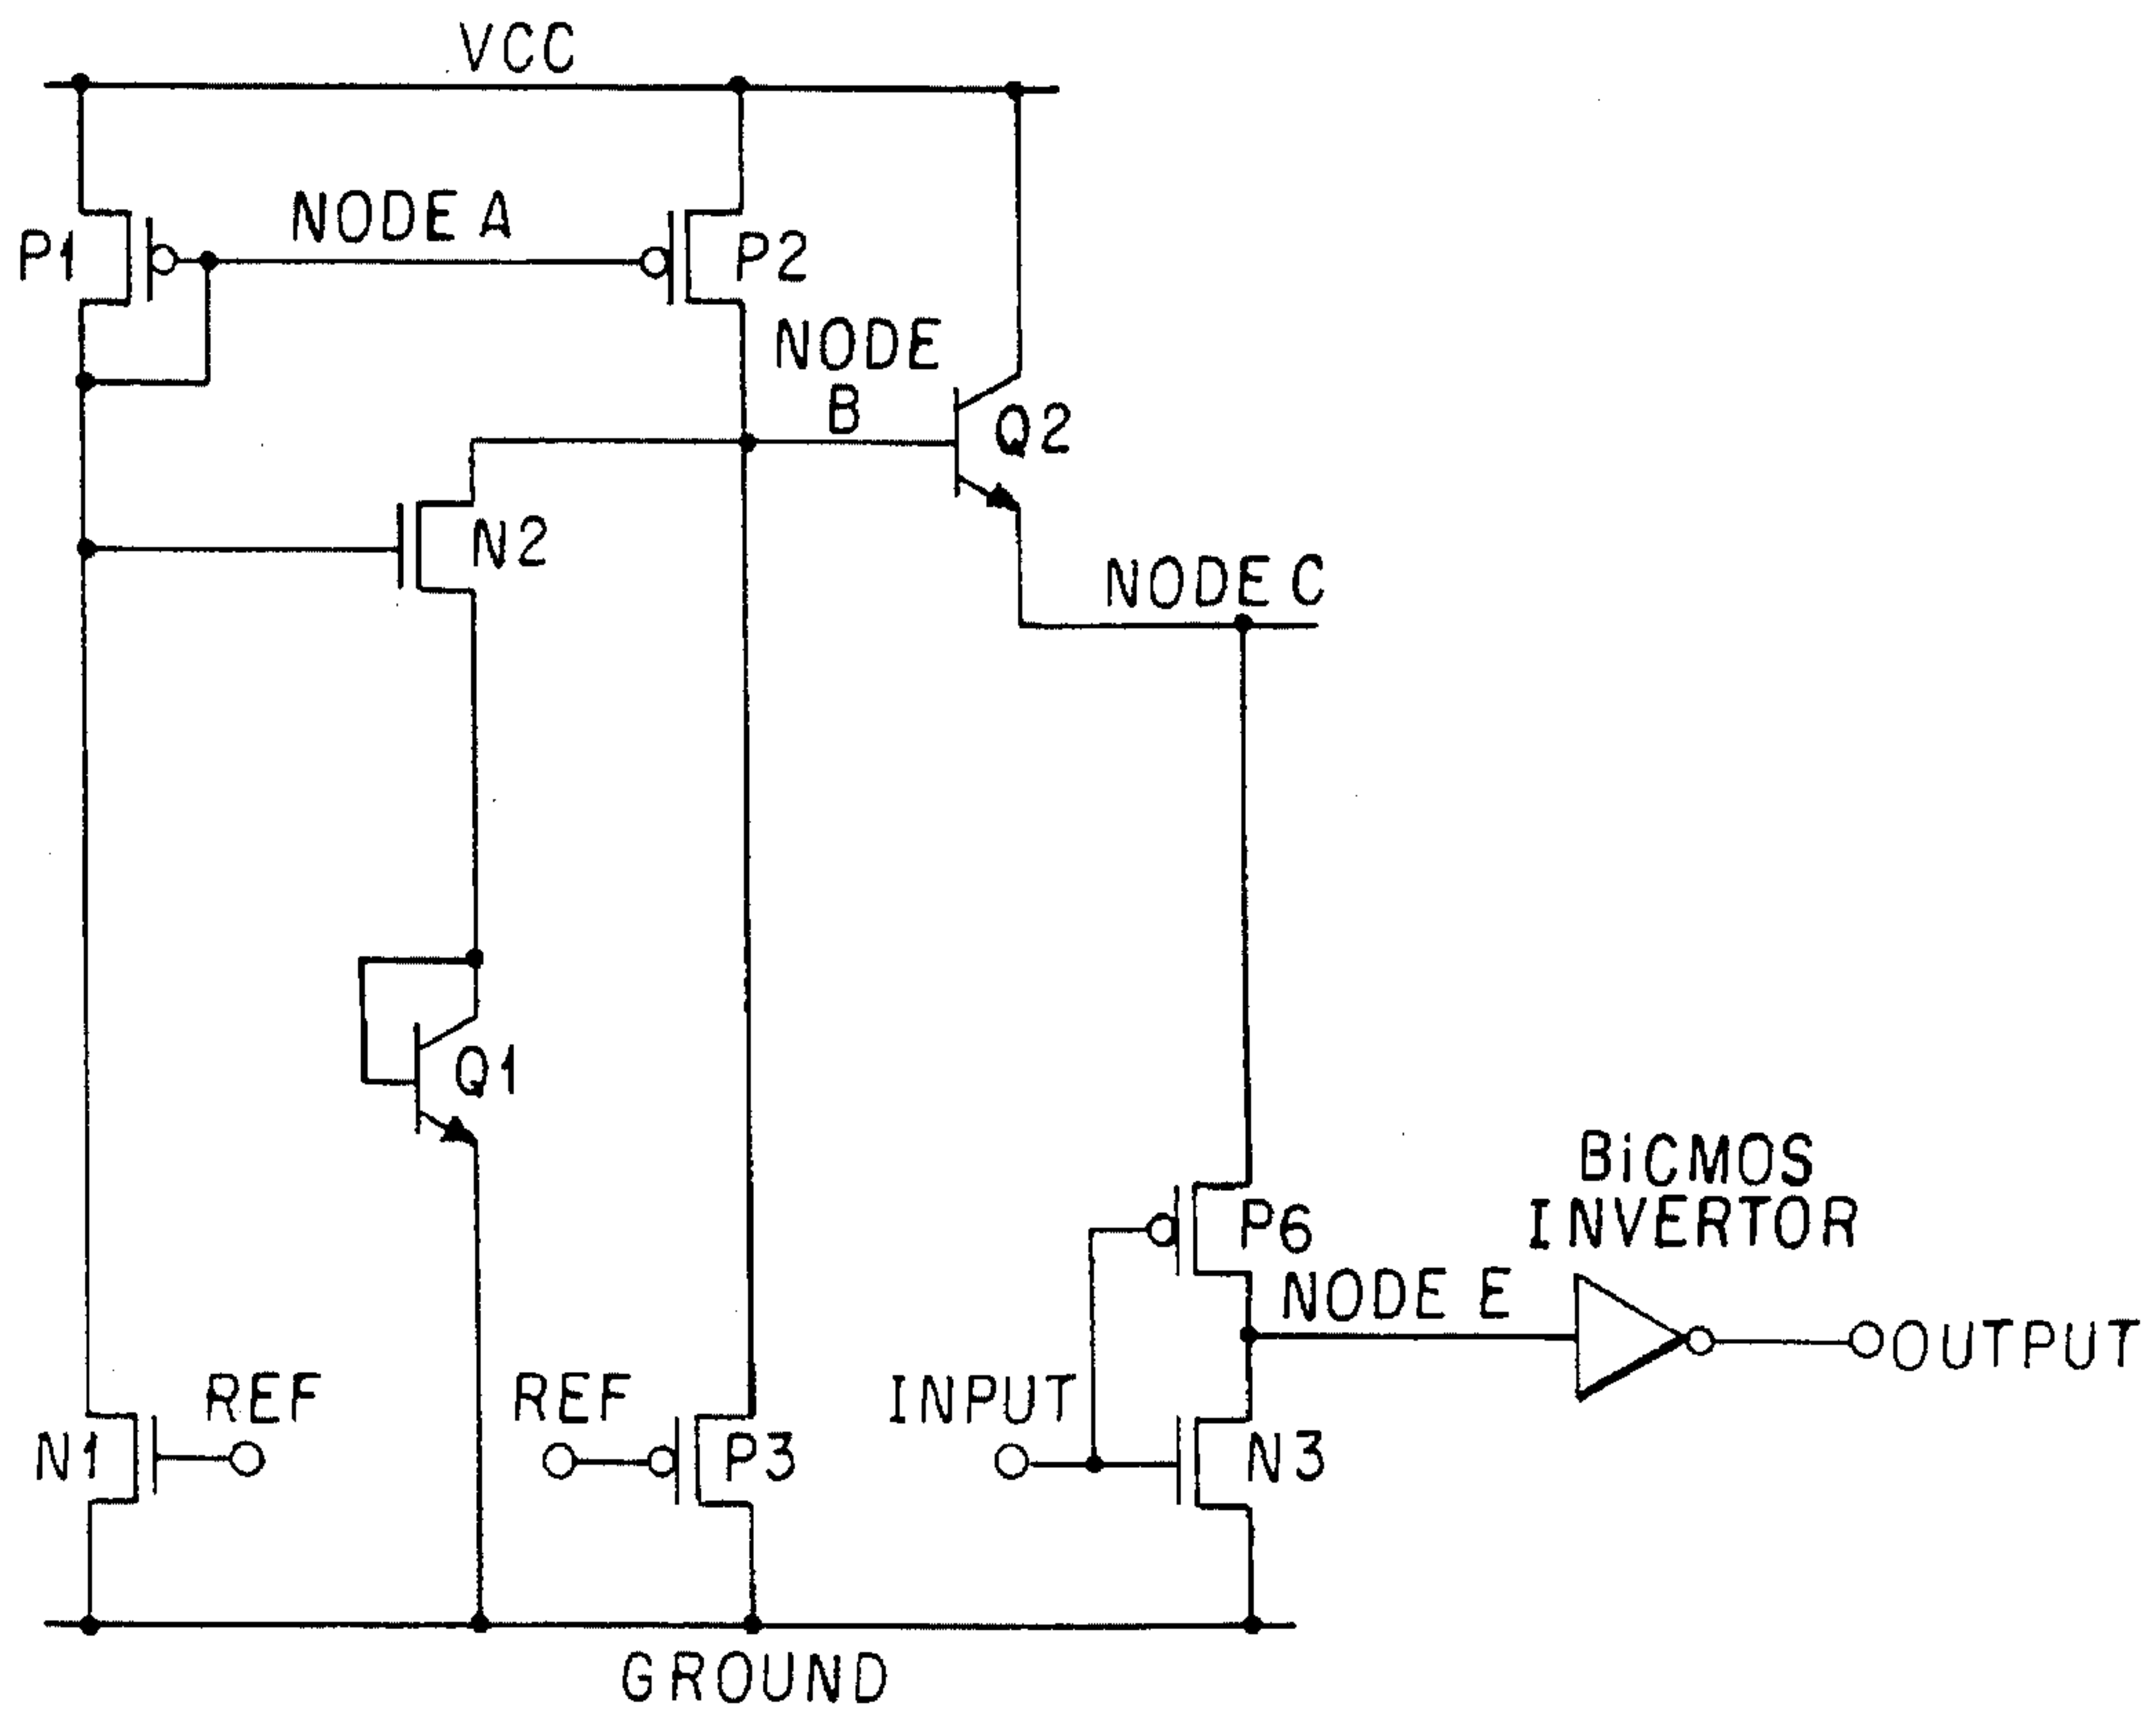 VCC
NODE A
P1
P2
NODE
B
Q2
N2
NODE C
Q1
BiCMOS
INVERTOR
P6
NODE E
OUTPUT
REF
REF
INPUT
N1
P3
N3
GROUND